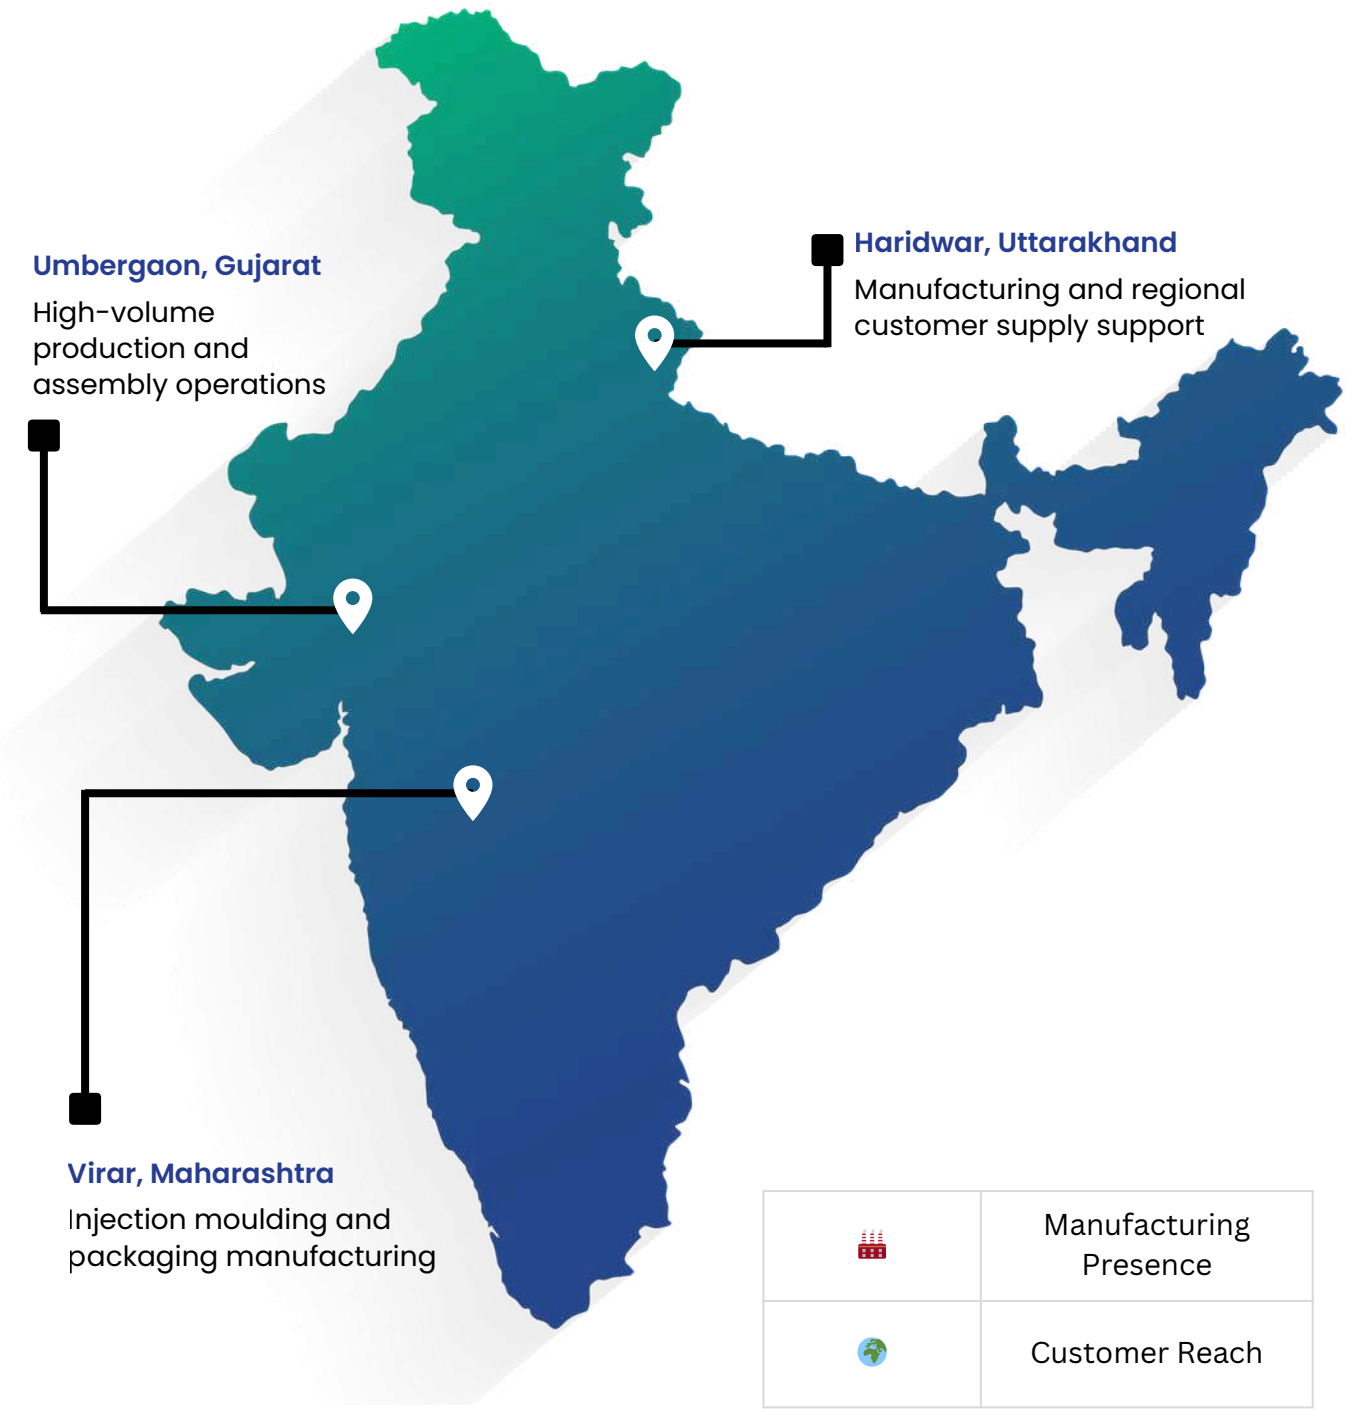 Haridwar, Uttarakhand
Manufacturing and regional
customer supply support
Umbergaon, Gujarat
High-volume
production and
assembly operations
Virar, Maharashtra
Injection moulding and
packaging manufacturing
Manufacturing
Presence
Customer Reach